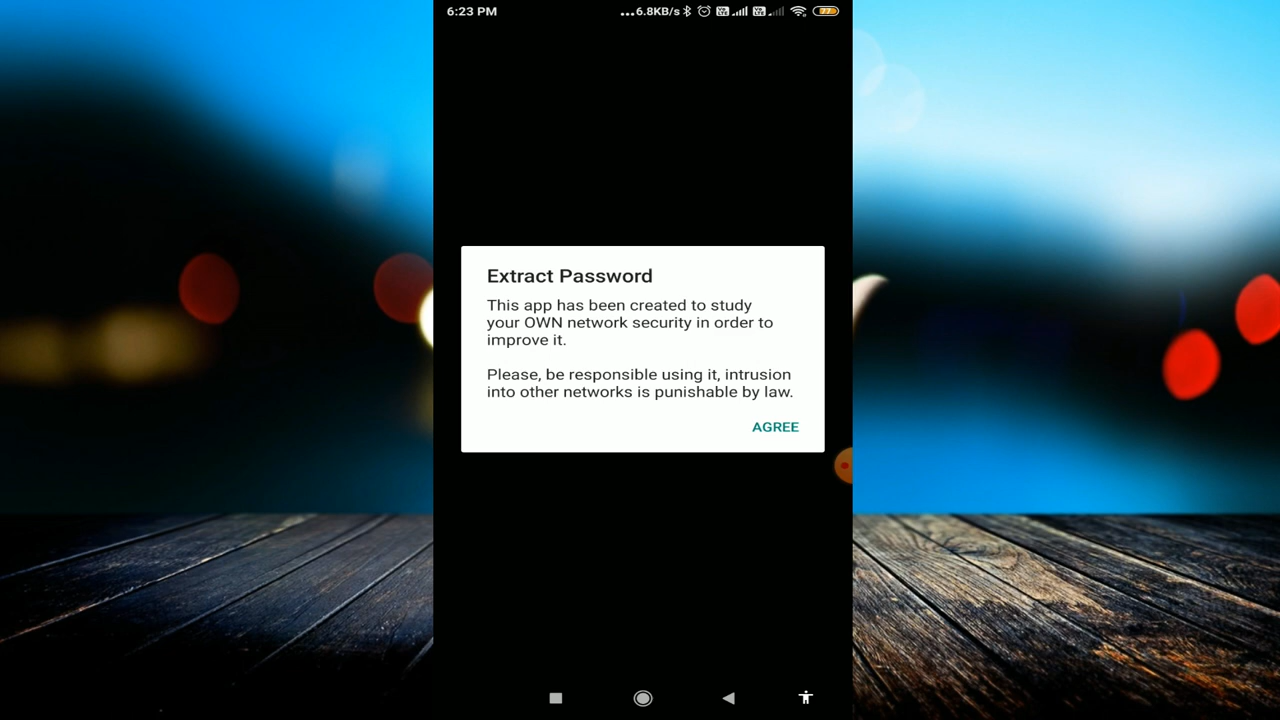 6:23 PM ...6.8KB/s 77
Extract Password
This app has been created to study
your OWN network security in order to
improve it.
Please, be responsible using it, intrusion
into other networks is punishable by law.
AGREE